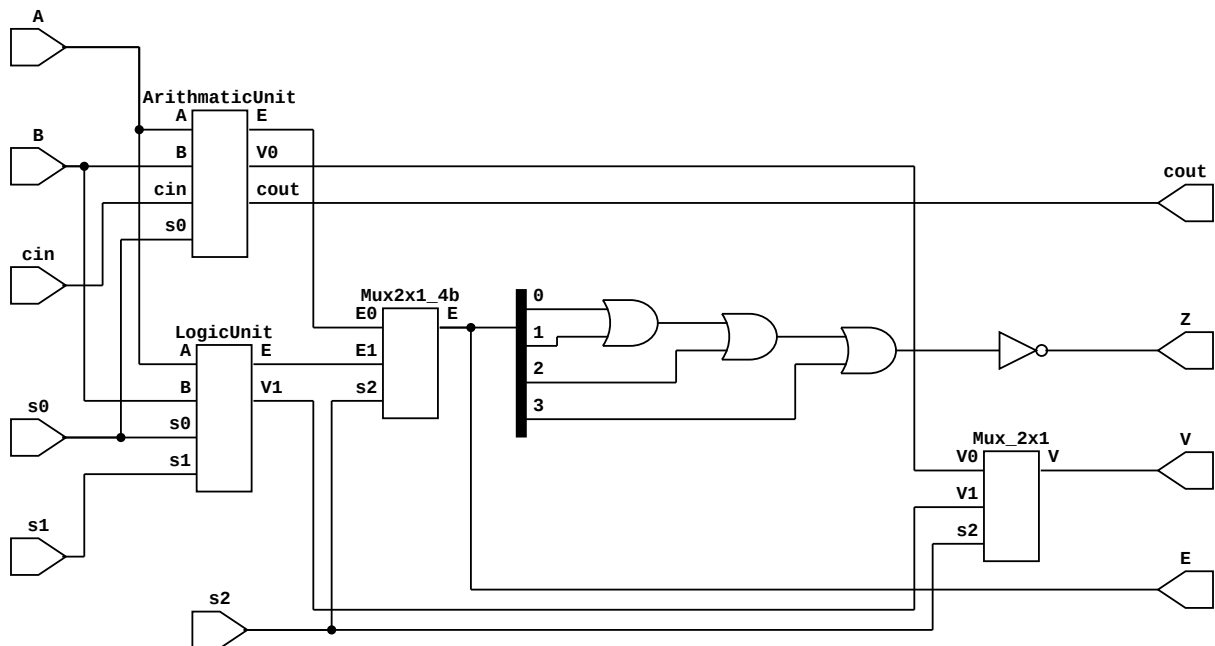 A
ArithmaticUnit
A E
B
B V0
cin cout
cout
s0
cin
Mux2x1_4b
E0 E
0
1
2
3
Z
LogicUnit
A E
E1
B V1
s2
s0
s0
s1
Mux_2x1
V0 V
V
V1
s1
s2
E
s2